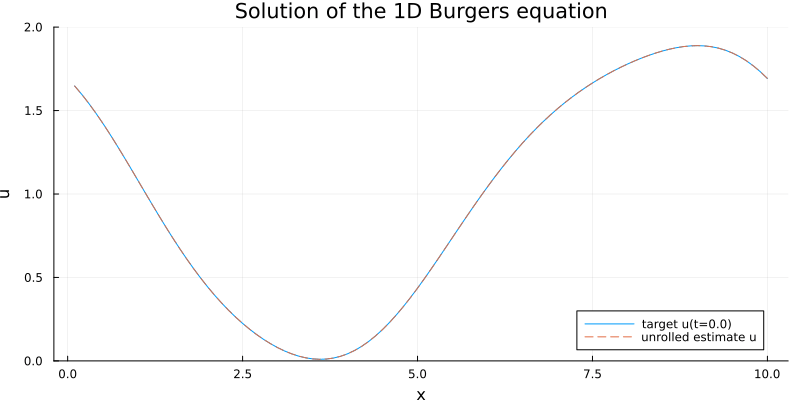 Solution of the 1D Burgers equation
2.0
1.5
u
1.0
0.5
0.0
target u(t=0.0)
unrolled estimate u
0.0 2.5 5.0 7.5 10.0
x